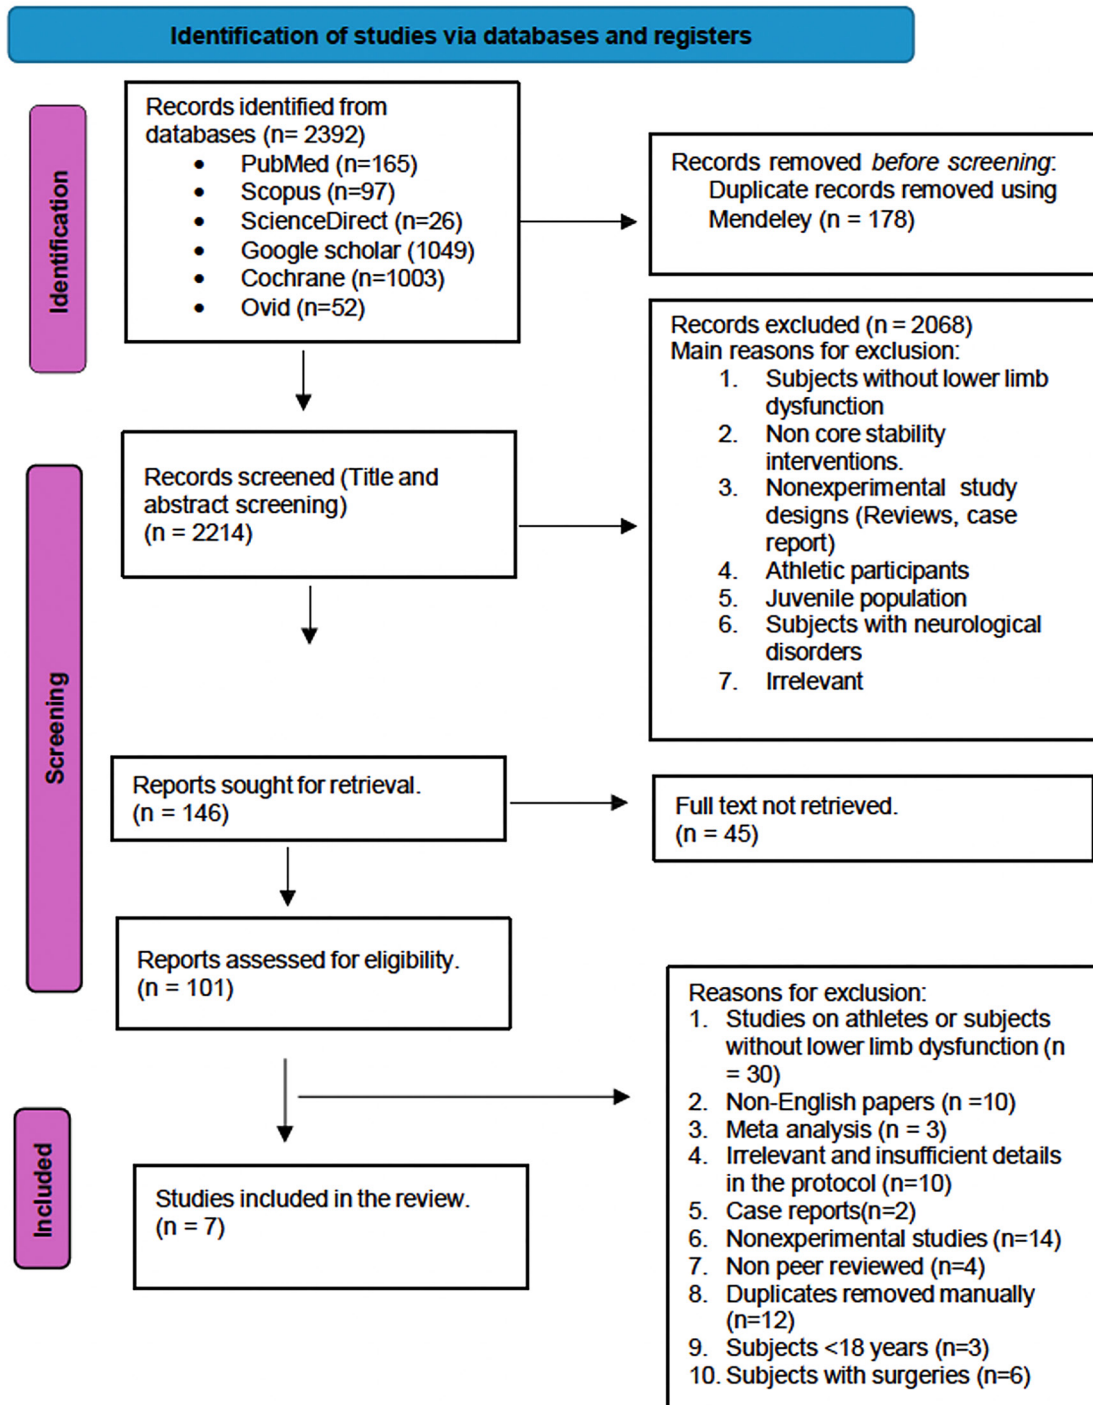 Identification of studies via databases and registers
Identification
Records identified from
databases (n= 2392)
• PubMed (n=165)
• Scopus (n=97)
• ScienceDirect (n=26)
• Google scholar (1049)
• Cochrane (n=1003)
• Ovid (n=52)
Records removed before screening:
Duplicate records removed using
Mendeley (n = 178)
Screening
Records screened (Title and
abstract screening)
(n = 2214)
Records excluded (n = 2068)
Main reasons for exclusion:
1. Subjects without lower limb
dysfunction
2. Non core stability
interventions.
3. Nonexperimental study
designs (Reviews, case
report)
4. Athletic participants
5. Juvenile population
6. Subjects with neurological
disorders
7. Irrelevant
Reports sought for retrieval.
(n = 146)
Full text not retrieved.
(n = 45)
Reports assessed for eligibility.
(n = 101)
Reasons for exclusion:
1. Studies on athletes or subjects
without lower limb dysfunction (n
= 30)
2. Non-English papers (n =10)
3. Meta analysis (n = 3)
4. Irrelevant and insufficient details
in the protocol (n=10)
5. Case reports(n=2)
6. Nonexperimental studies (n=14)
7. Non peer reviewed (n=4)
8. Duplicates removed manually
(n=12)
9. Subjects <18 years (n=3)
10. Subjects with surgeries (n=6)
Included
Studies included in the review.
(n = 7)